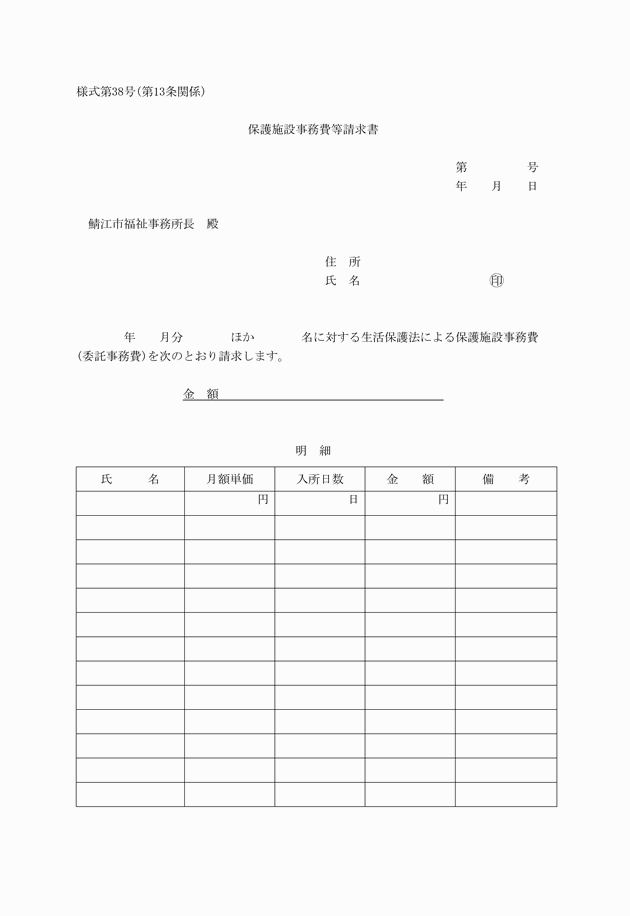 様式第38号(第13条関係)
保護施設事務費等請求書
第　　　　　号
年　　月　　日
鯖江市福祉事務所長　殿
住　所
氏　名　　　　　　　　　　　㊞
年　　月分　　　　ほか　　　　名に対する生活保護法による保護施設事務費
(委託事務費)を次のとおり請求します。
金　額
明　細
氏　　　名　月額単価　入所日数　金　　額　備　　考
円　日　円